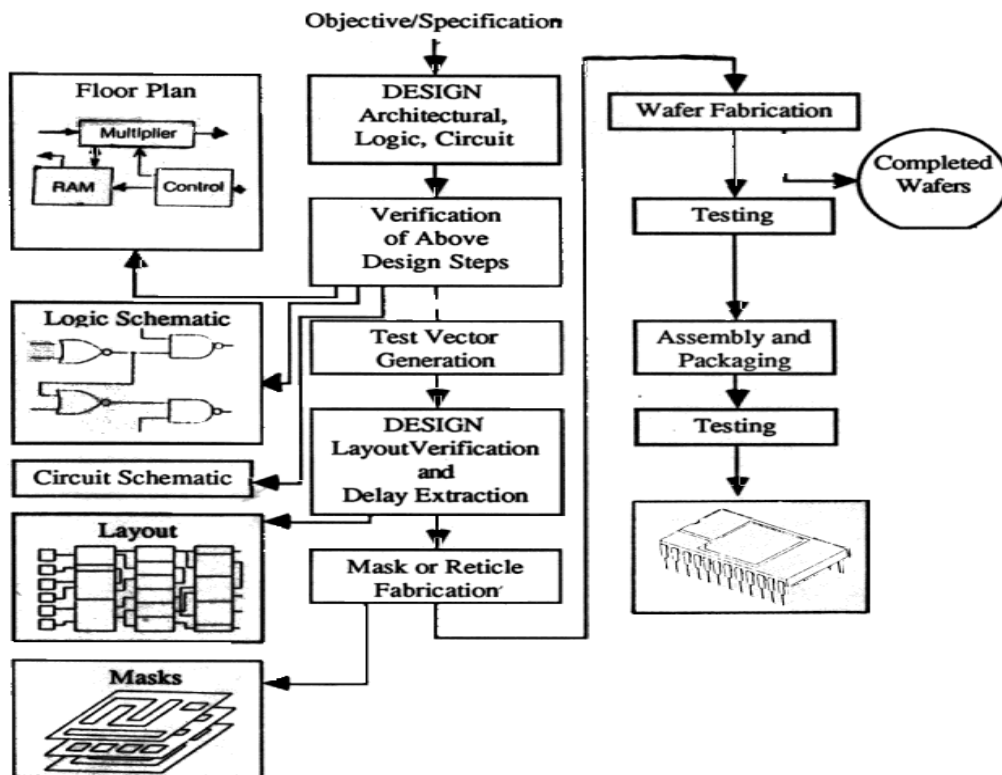 Objective/Specification
DESIGN
Architectural,
Logic, Circuit
Verification
of Above
Design Steps
Test Vector
Generation
DESIGN
Layout Verification
and
Delay Extraction
Mask or Reticle
Fabrication
Floor Plan
Multiplier
RAM
Control
Logic Schematic
Circuit Schematic
Layout
Masks
Wafer Fabrication
Completed
Wafers
Testing
Assembly and
Packaging
Testing